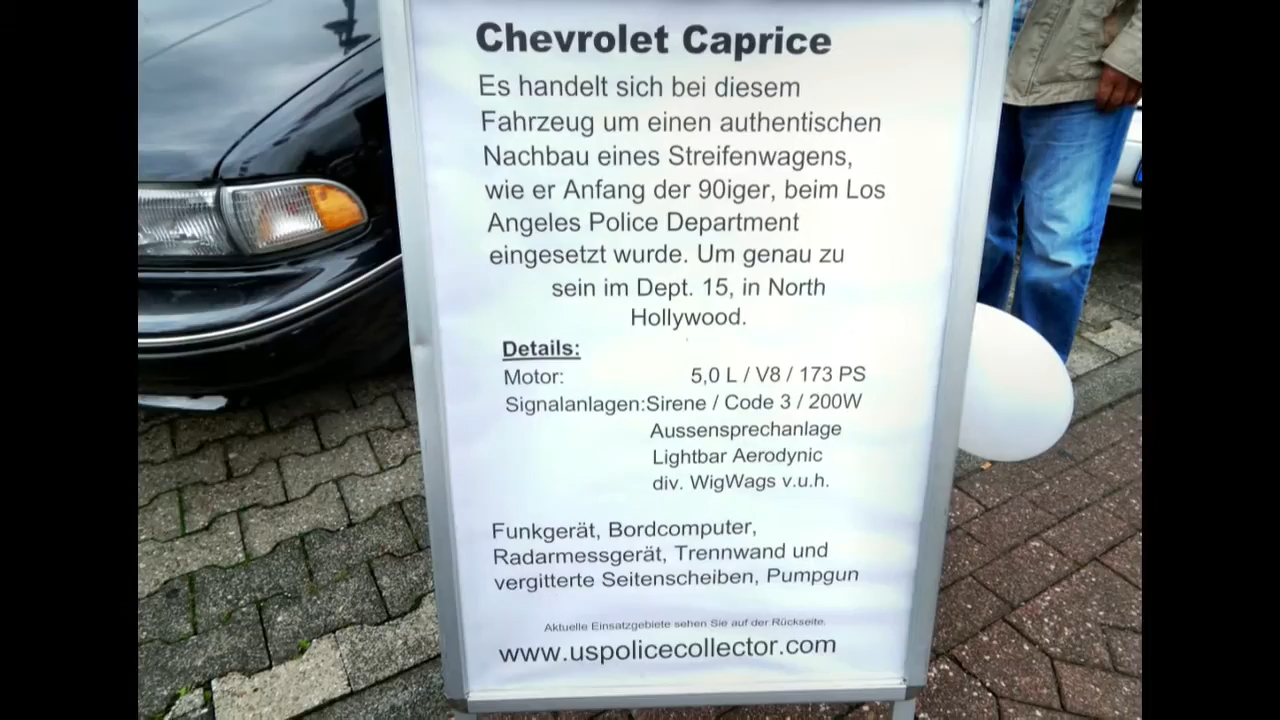 Chevrolet Caprice
Es handelt sich bei diesem
Fahrzeug um einen authentischen
Nachbau eines Streifenwagens,
wie er Anfang der 90iger, beim Los
Angeles Police Department
eingesetzt wurde. Um genau zu
sein im Dept. 15, in North
Hollywood.
Details:
Motor: 5,0 L / V8 / 173 PS
Signalanlagen:Sirene / Code 3 / 200W
Aussensprechanlage
Lightbar Aerodynic
div. WigWags v.u.h.
Funkgerät, Bordcomputer,
Radarmessgerät, Trennwand und
vergitterte Seitenscheiben, Pumpgun
Aktuelle Einsatzgebiete sehen Sie auf der Rückseite.
www.uspolicecollector.com